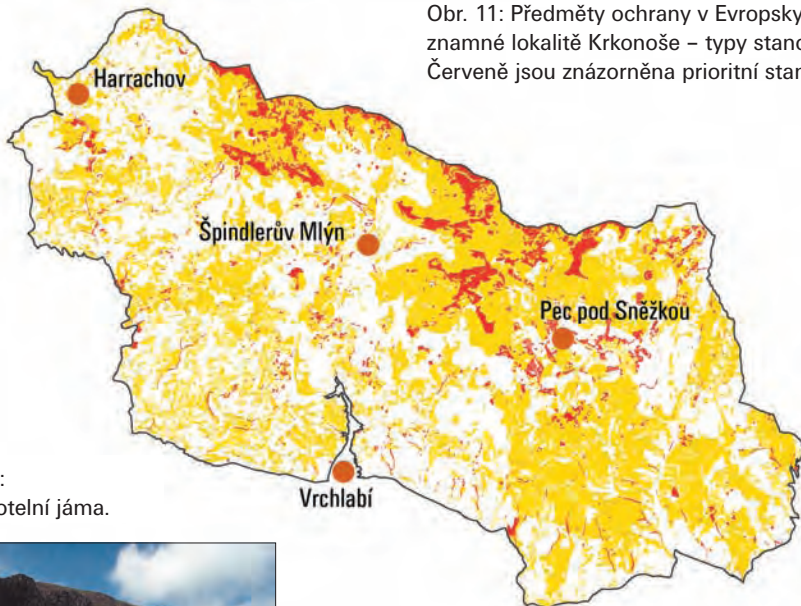 Obr. 11: Předměty ochrany v Evropsky
znamné lokalitě Krkonoše – typy stano
Červeně jsou znázorněna prioritní stan
Harrachov
Špindlerův Mlýn
Pec pod Sněžkou
Vrchlabí
:
otelní jáma.